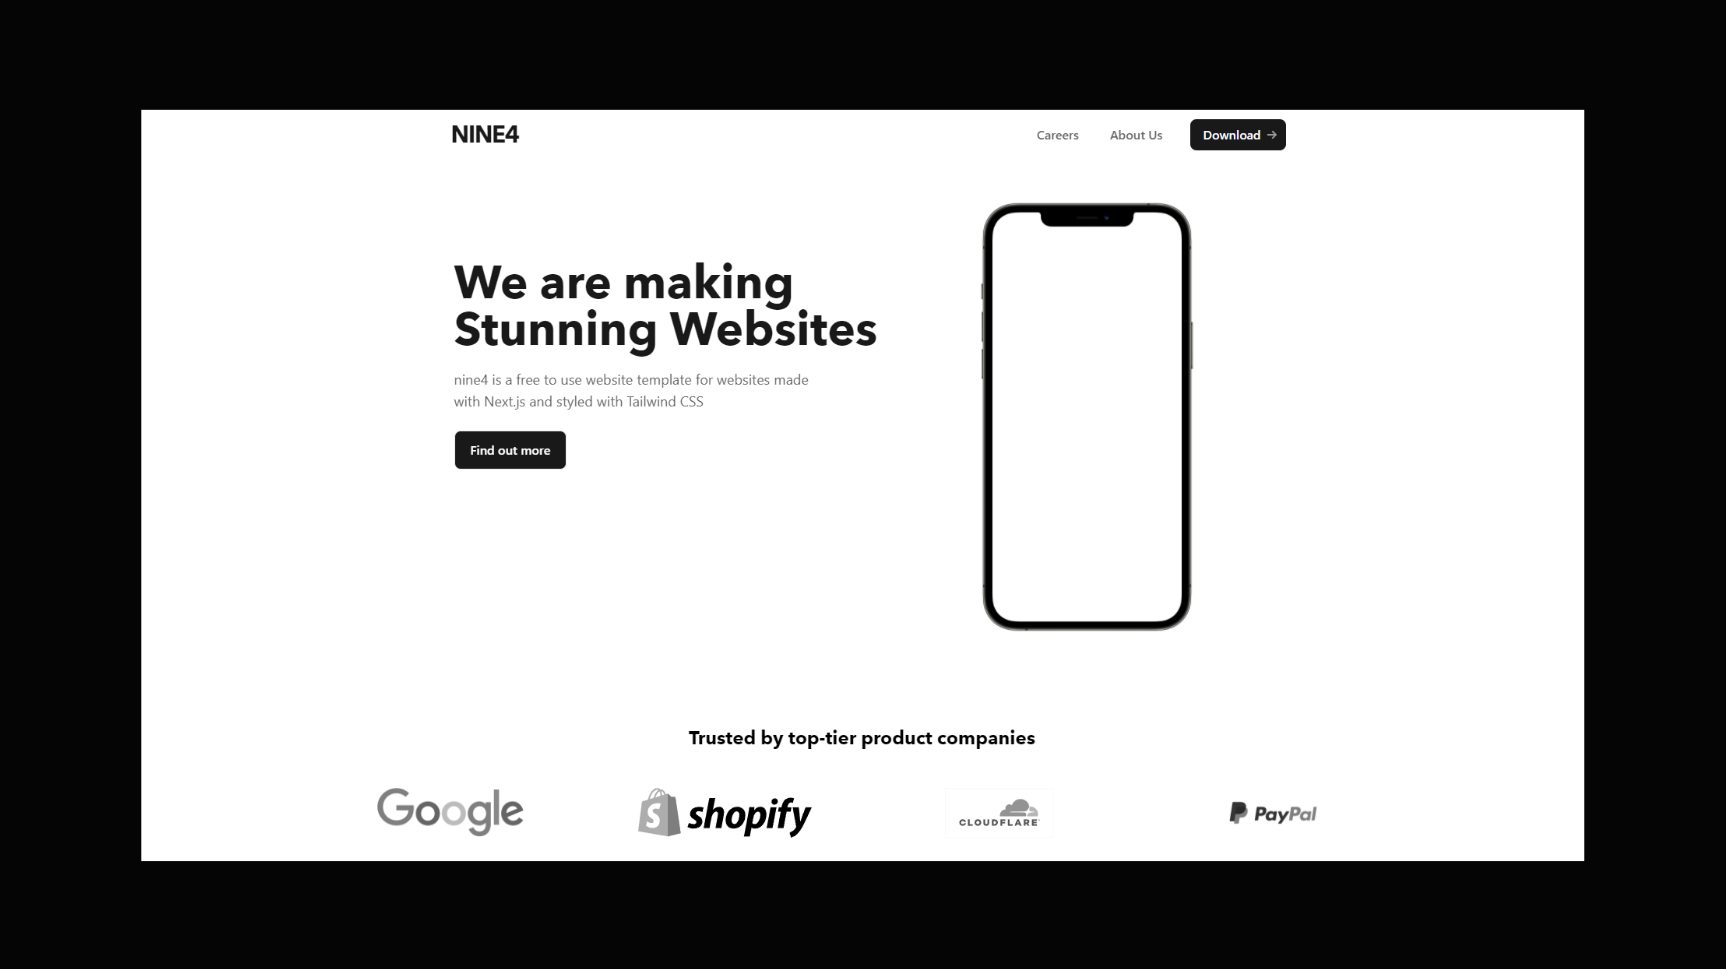 NINE4
Careers
About Us
Download →
We are making
Stunning Websites
nine4 is a free to use website template for websites made
with Next.js and styled with Tailwind CSS
Find out more
Trusted by top-tier product companies
Google
shopify
CLOUDFLARE
PayPal